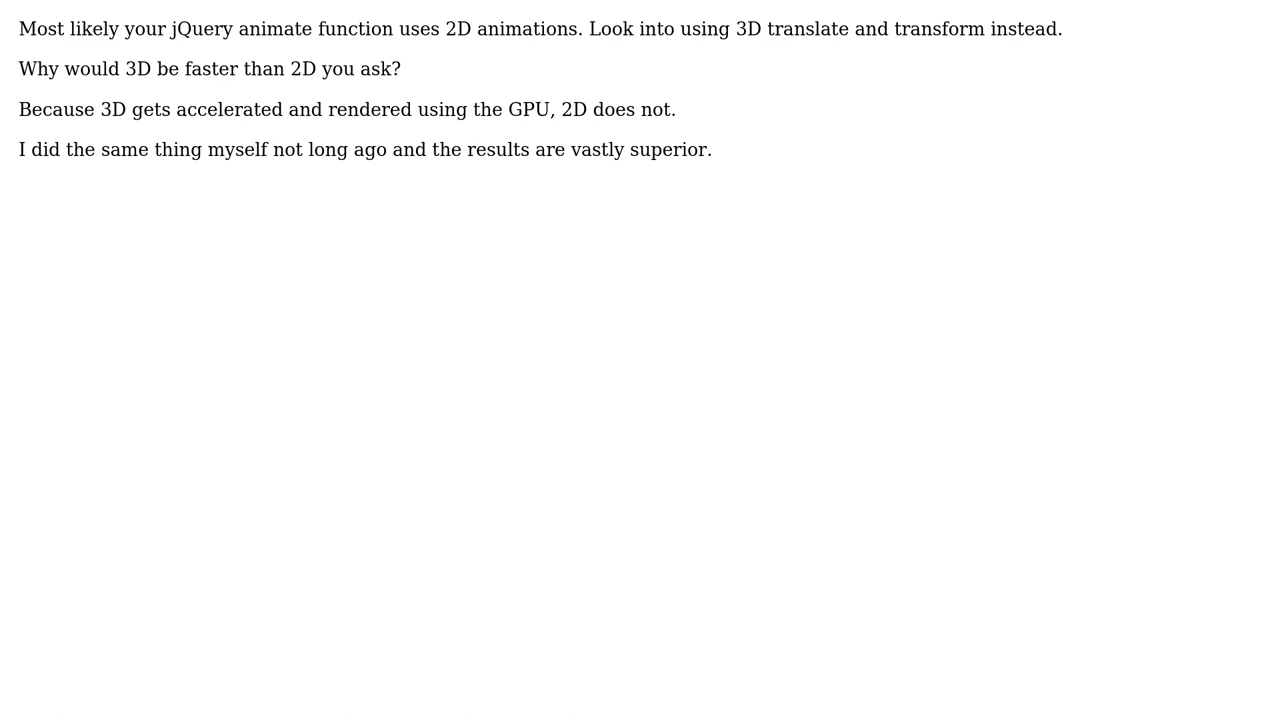 Most likely your jQuery animate function uses 2D animations. Look into using 3D translate and transform instead.
Why would 3D be faster than 2D you ask?
Because 3D gets accelerated and rendered using the GPU, 2D does not.
I did the same thing myself not long ago and the results are vastly superior.